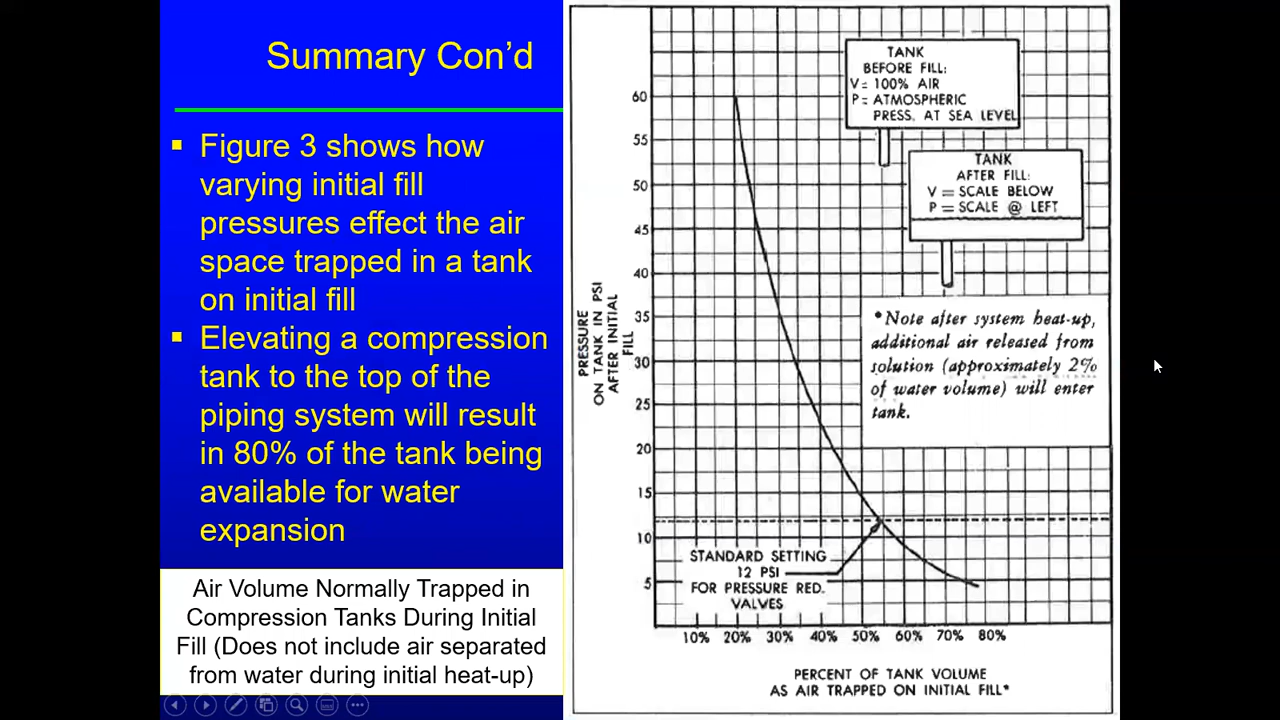 Summary Con’d
▪ Figure 3 shows how
varying initial fill
pressures effect the air
space trapped in a tank
on initial fill
▪ Elevating a compression
tank to the top of the
piping system will result
in 80% of the tank being
available for water
expansion
Air Volume Normally Trapped in
Compression Tanks During Initial
Fill (Does not include air separated
from water during initial heat-up)
TANK
BEFORE FILL:
V = 100% AIR
P = ATMOSPHERIC
PRESS. AT SEA LEVEL
TANK
AFTER FILL:
V = SCALE BELOW
P = SCALE @ LEFT
*Note after system heat-up,
additional air released from
solution (approximately 2%
of water volume) will enter
tank.
PRESSURE
ON TANK IN PSI
AFTER INITIAL
FILL
60
55
50
45
40
35
30
25
20
15
10
5
STANDARD SETTING
12 PSI
FOR PRESSURE RED.
VALVES
10% 20% 30% 40% 50% 60% 70% 80%
PERCENT OF TANK VOLUME
AS AIR TRAPPED ON INITIAL FILL*